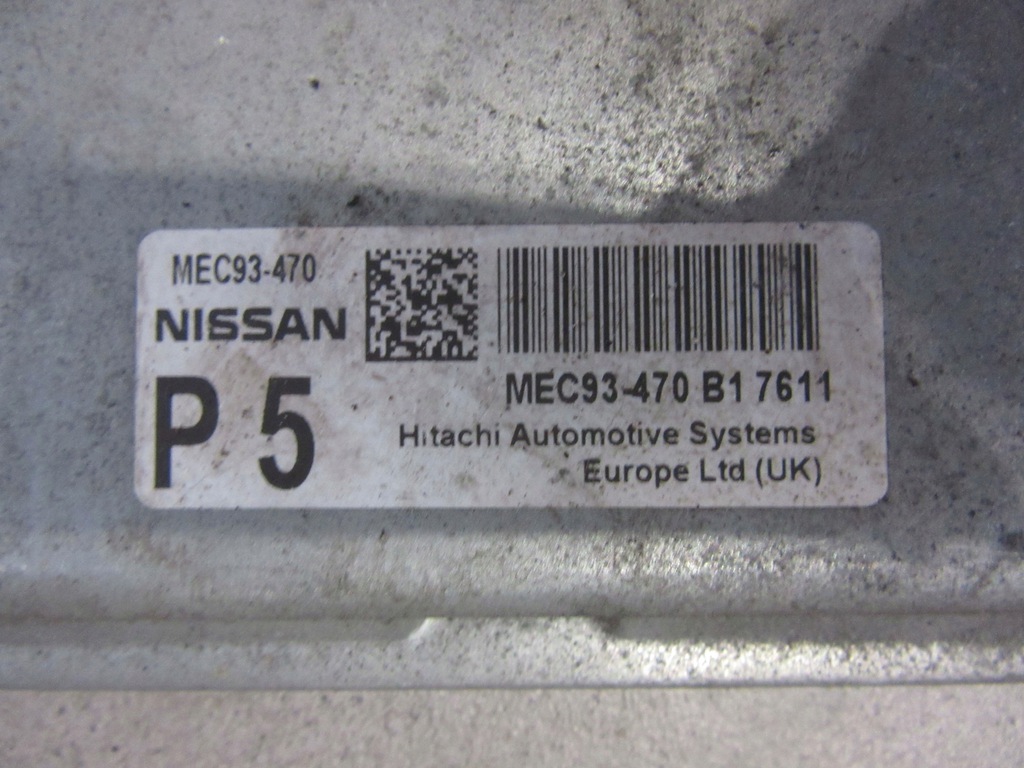 MEC93-470
NISSAN
P 5
MEC93-470 B1 7611
Hitachi Automotive Systems
Europe Ltd (UK)